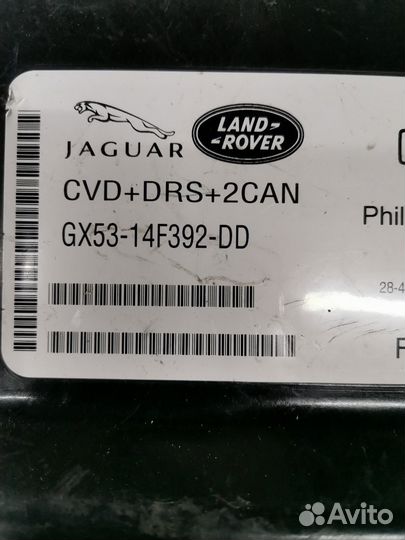 JAGUAR
LAND-
-ROVER
CVD+DRS+2CAN
Phil
GX53-14F392-DD
28-4
Avito